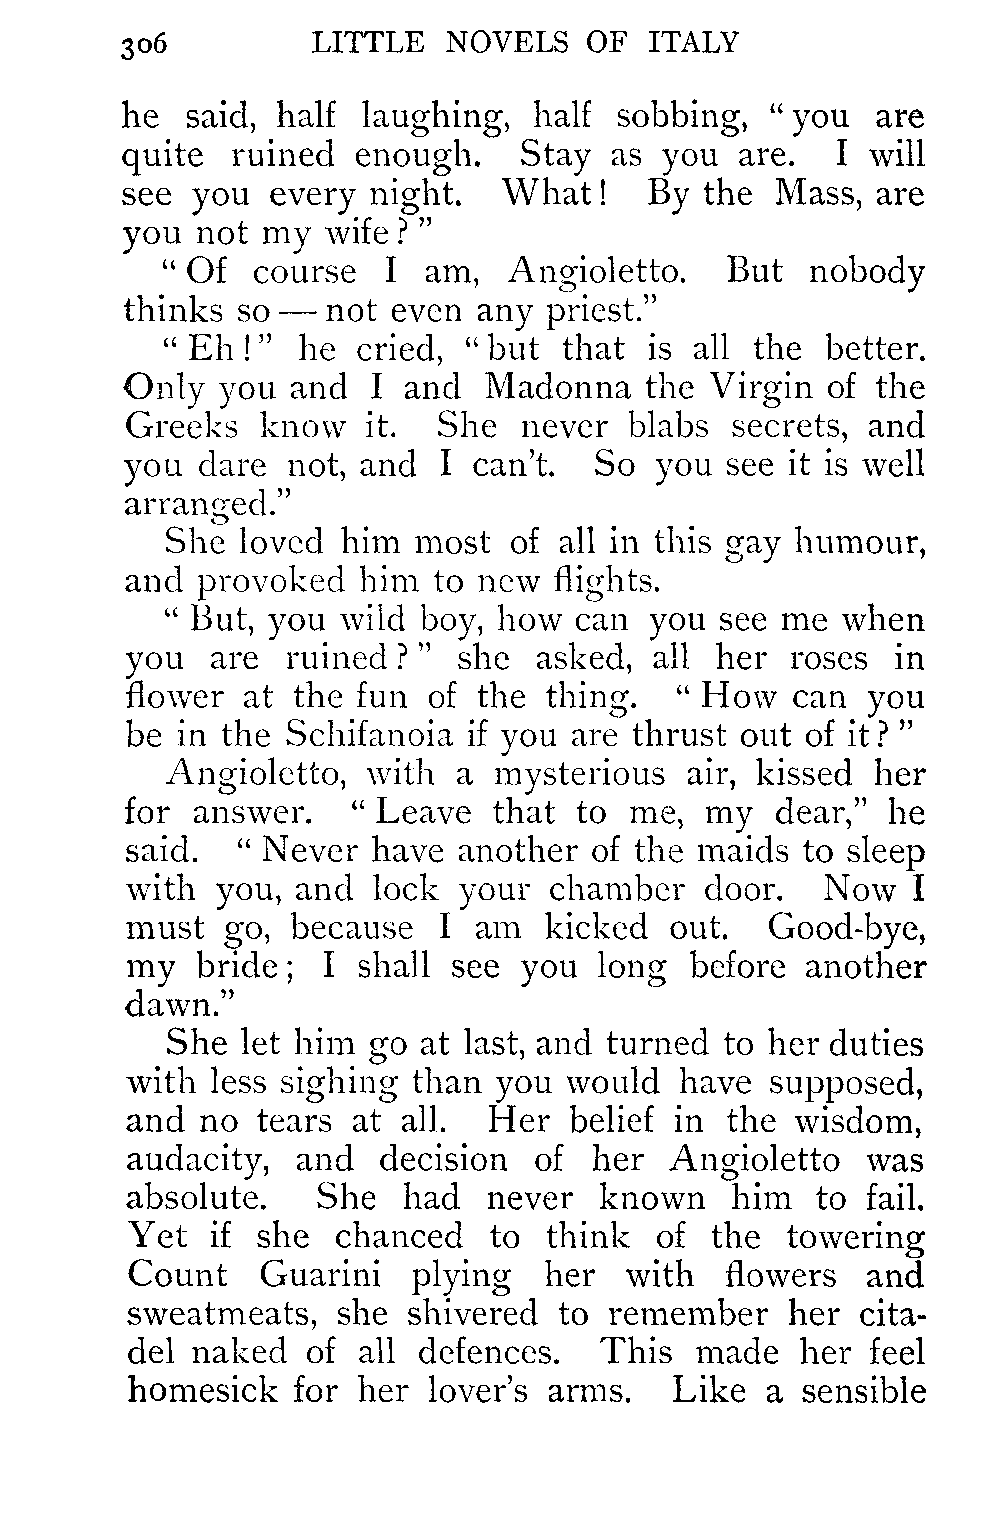 306 LITTLE NOVELS OF ITALY
he said, half laughing, half sobbing, “you are
quite ruined enough. Stay as you are. I will
see you every night. What! By the Mass, are
you not my wife?”
“Of course I am, Angioletto. But nobody
thinks so — not even any priest.”
“Eh!” he cried, “but that is all the better.
Only you and I and Madonna the Virgin of the
Greeks know it. She never blabs secrets, and
you dare not, and I can’t. So you see it is well
arranged.”
She loved him most of all in this gay humour,
and provoked him to new flights.
“But, you wild boy, how can you see me when
you are ruined?” she asked, all her roses in
flower at the fun of the thing. “How can you
be in the Schifanoia if you are thrust out of it?”
Angioletto, with a mysterious air, kissed her
for answer. “Leave that to me, my dear,” he
said. “Never have another of the maids to sleep
with you, and lock your chamber door. Now I
must go, because I am kicked out. Good-bye,
my bride; I shall see you long before another
dawn.”
She let him go at last, and turned to her duties
with less sighing than you would have supposed,
and no tears at all. Her belief in the wisdom,
audacity, and decision of her Angioletto was
absolute. She had never known him to fail.
Yet if she chanced to think of the towering
Count Guarini plying her with flowers and
sweatmeats, she shivered to remember her cita-
del naked of all defences. This made her feel
homesick for her lover’s arms. Like a sensible